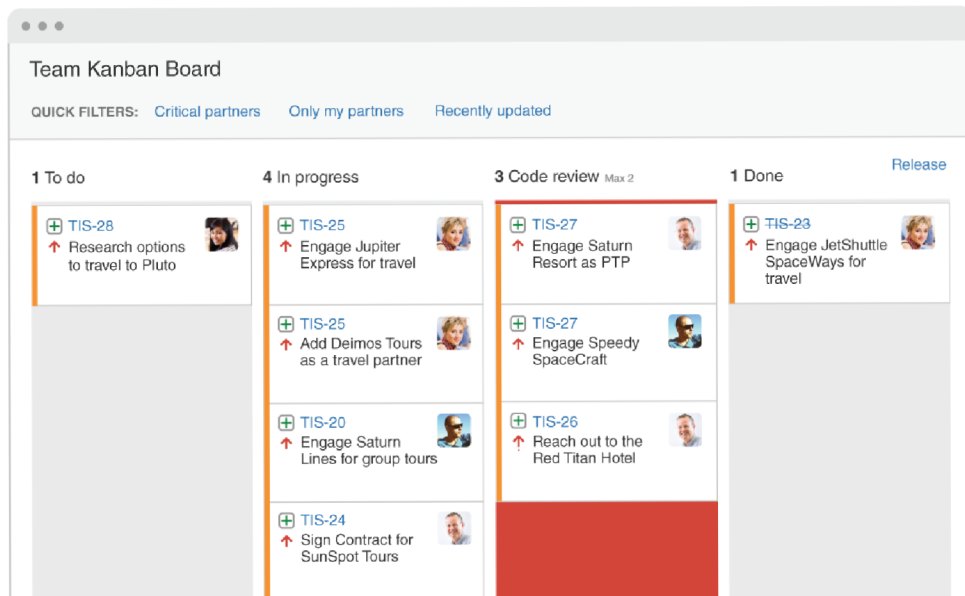 Team Kanban Board
QUICK FILTERS: Critical partners Only my partners Recently updated
Release
1 To do
TIS-28
Research options
to travel to Pluto
4 In progress
TIS-25
Engage Jupiter
Express for travel
TIS-25
Add Deimos Tours
as a travel partner
TIS-20
Engage Saturn
Lines for group tours
TIS-24
Sign Contract for
SunSpot Tours
3 Code review Max 2
TIS-27
Engage Saturn
Resort as PTP
TIS-27
Engage Speedy
SpaceCraft
TIS-26
Reach out to the
Red Titan Hotel
1 Done
TIS-23
Engage JetShuttle
SpaceWays for
travel